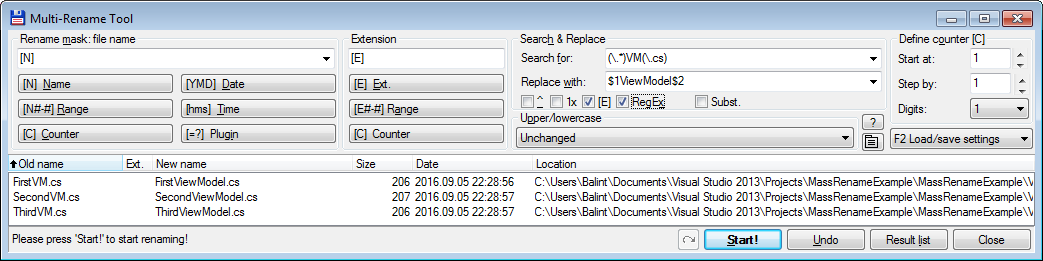 Multi-Rename Tool
Rename mask: file name
Extension
Search & Replace
Define counter [C]
[N]
[E]
Search for: (\..*)VM(\.cs)
Start at: 1
[N] Name
[YMD] Date
[E] Ext.
Replace with: $1ViewModel$2
Step by: 1
[N#-#] Range
[hms] Time
[E#-#] Range
^ 1x [E] RegEx Subst.
Digits: 1
[C] Counter
[=?] Plugin
[C] Counter
Upper/lowercase
?
Unchanged
F2 Load/save settings
Old name Ext. New name Size Date Location
FirstVM.cs FirstViewModel.cs 206 2016.09.05 22:28:56 C:\Users\Balint\Documents\Visual Studio 2013\Projects\MassRenameExample\MassRenameExample\V
SecondVM.cs SecondViewModel.cs 207 2016.09.05 22:28:57 C:\Users\Balint\Documents\Visual Studio 2013\Projects\MassRenameExample\MassRenameExample\V
ThirdVM.cs ThirdViewModel.cs 206 2016.09.05 22:28:57 C:\Users\Balint\Documents\Visual Studio 2013\Projects\MassRenameExample\MassRenameExample\V
Please press 'Start!' to start renaming!
Start!
Undo
Result list
Close